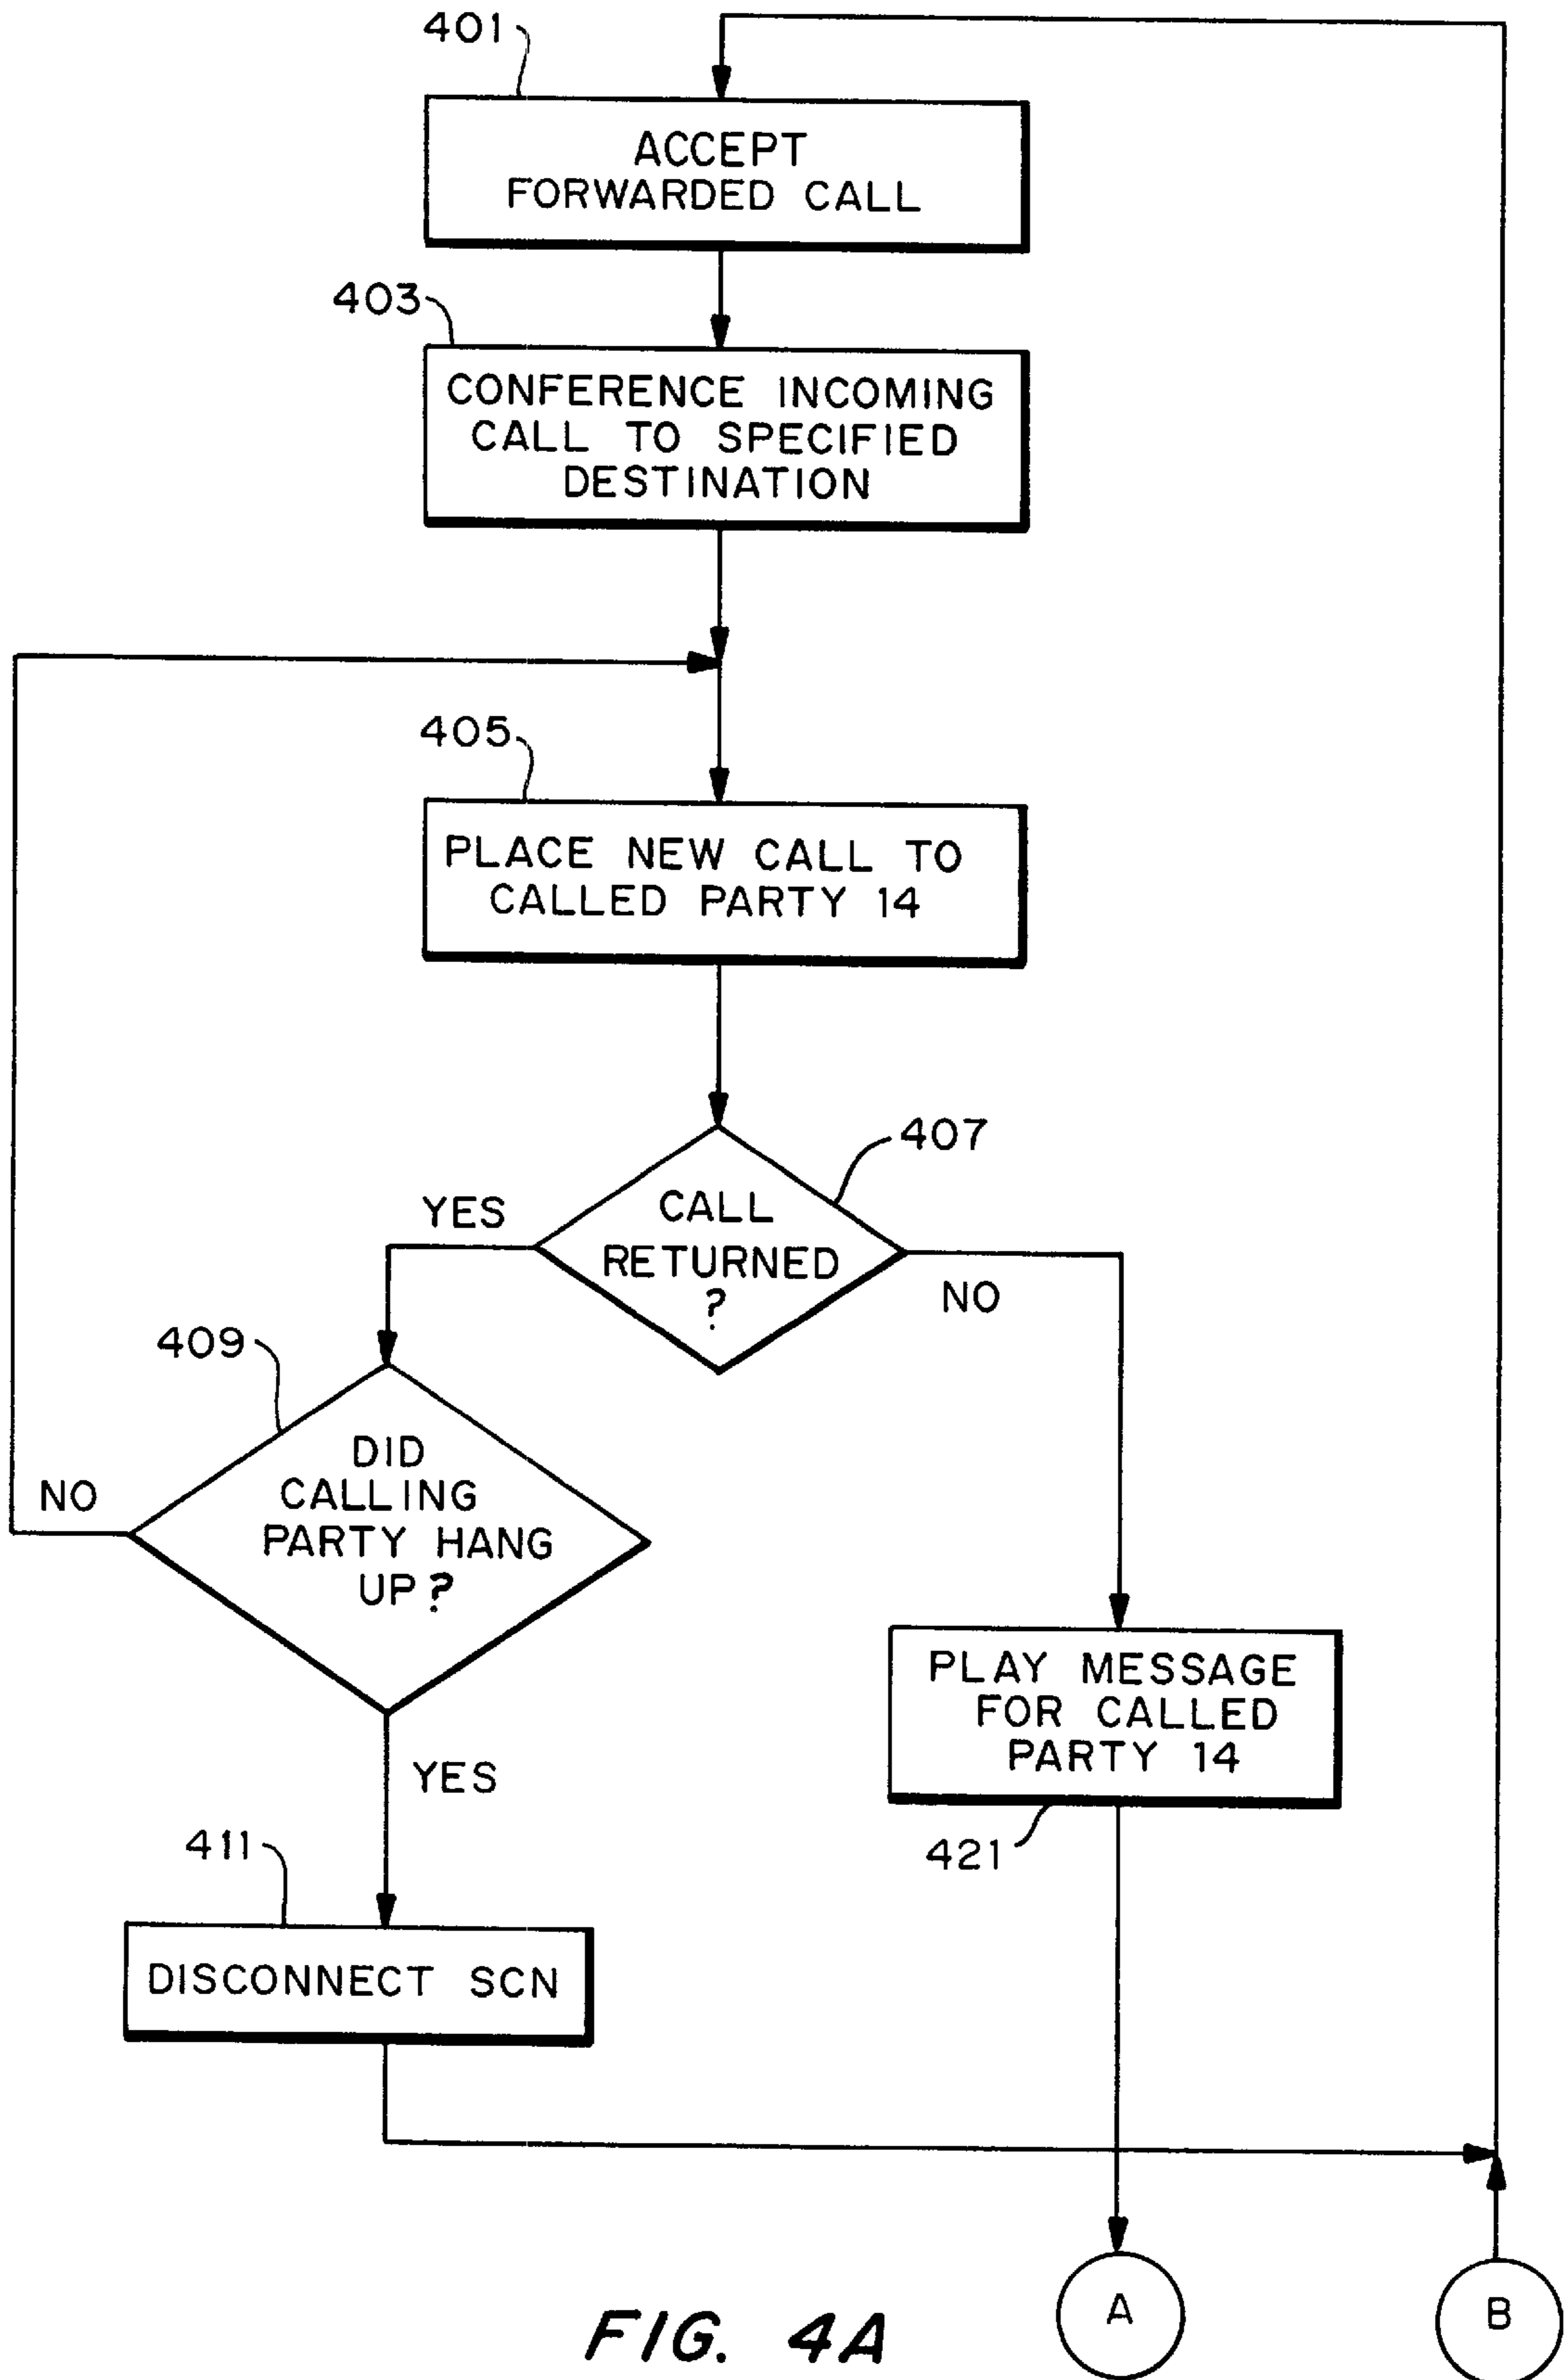 401
ACCEPT
FORWARDED CALL
403
CONFERENCE INCOMING
CALL TO SPECIFIED
DESTINATION
405
PLACE NEW CALL TO
CALLED PARTY 14
407
CALL
RETURNED
?
YES
NO
409
DID
CALLING
PARTY HANG
UP?
NO
YES
PLAY MESSAGE
FOR CALLED
PARTY 14
421
411
DISCONNECT SCN
A
B
FIG. 4A